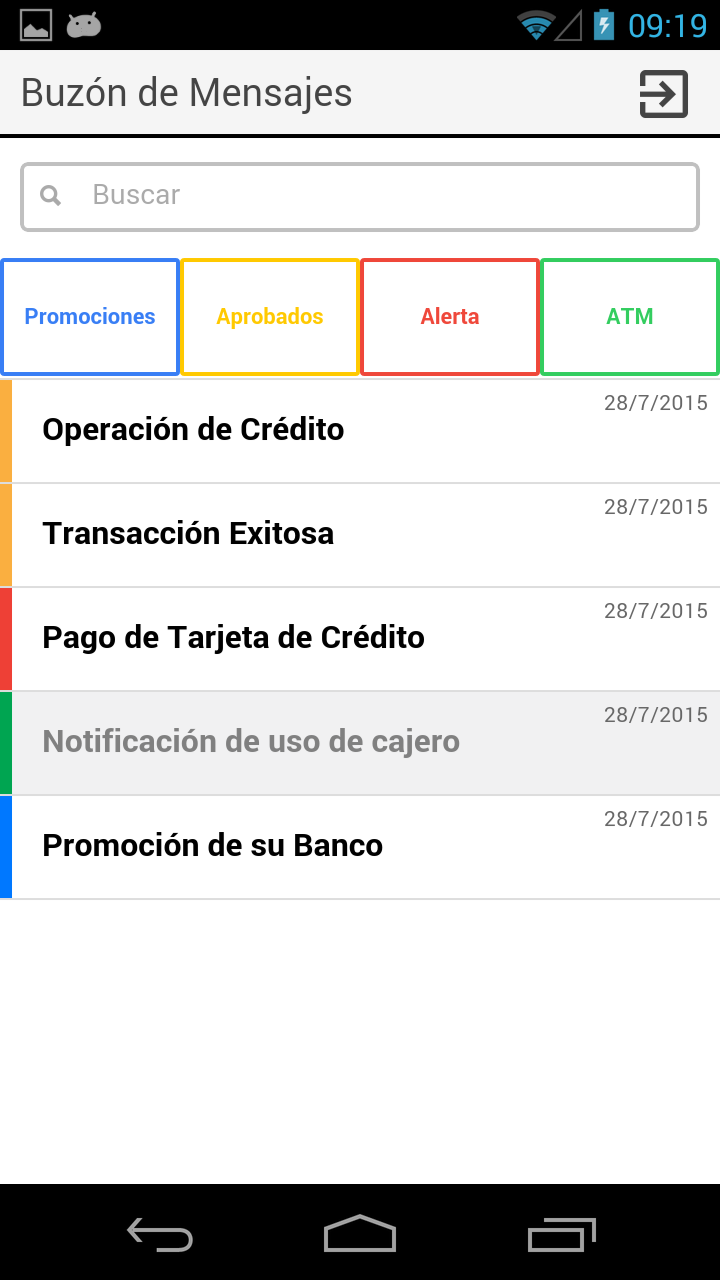 09:19
Buzón de Mensajes
Buscar
Promociones Aprobados Alerta ATM
28/7/2015
Operación de Crédito
28/7/2015
Transacción Exitosa
28/7/2015
Pago de Tarjeta de Crédito
28/7/2015
Notificación de uso de cajero
28/7/2015
Promoción de su Banco